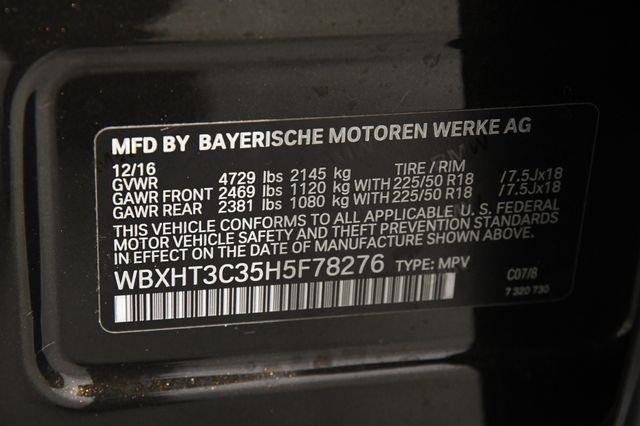 MFD BY BAYERISCHE MOTOREN WERKE AG
12/16
GVWR 4729 lbs 2145 kg TIRE / RIM
GAWR FRONT 2469 lbs 1120 kg WITH 225/50 R18 /7.5Jx18
GAWR REAR 2381 lbs 1080 kg WITH 225/50 R18 /7.5Jx18
THIS VEHICLE CONFORMS TO ALL APPLICABLE U. S. FEDERAL
MOTOR VEHICLE SAFETY AND THEFT PREVENTION STANDARDS
IN EFFECT ON THE DATE OF MANUFACTURE SHOWN ABOVE.
WBXHT3C35H5F78276 TYPE: MPV C07/8
7 320 730